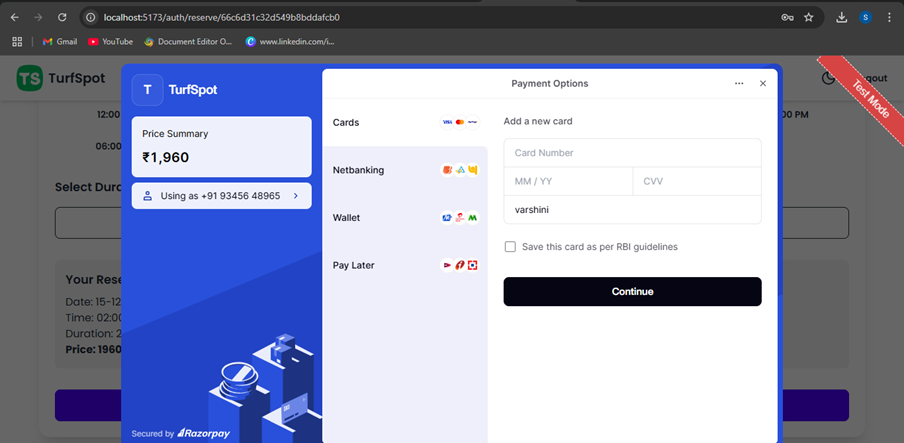 localhost:5173/auth/reserve/66c6d31c32d549b8bddafcb0
S
Gmail
YouTube
Document Editor O...
www.linkedin.com/i...
TS TurfSpot
Test Mode
12:00
PM
06:00
Select Dura
Your Rese
Date: 15-12
Time: 02:00
Duration: 2
Price: 1960
T TurfSpot
Price Summary
₹1,960
Using as +91 93456 48965
Secured by Razorpay
Payment Options
Cards
VISA
Netbanking
Wallet
Pay Later
Add a new card
Card Number
MM / YY
CVV
varshini
Save this card as per RBI guidelines
Continue